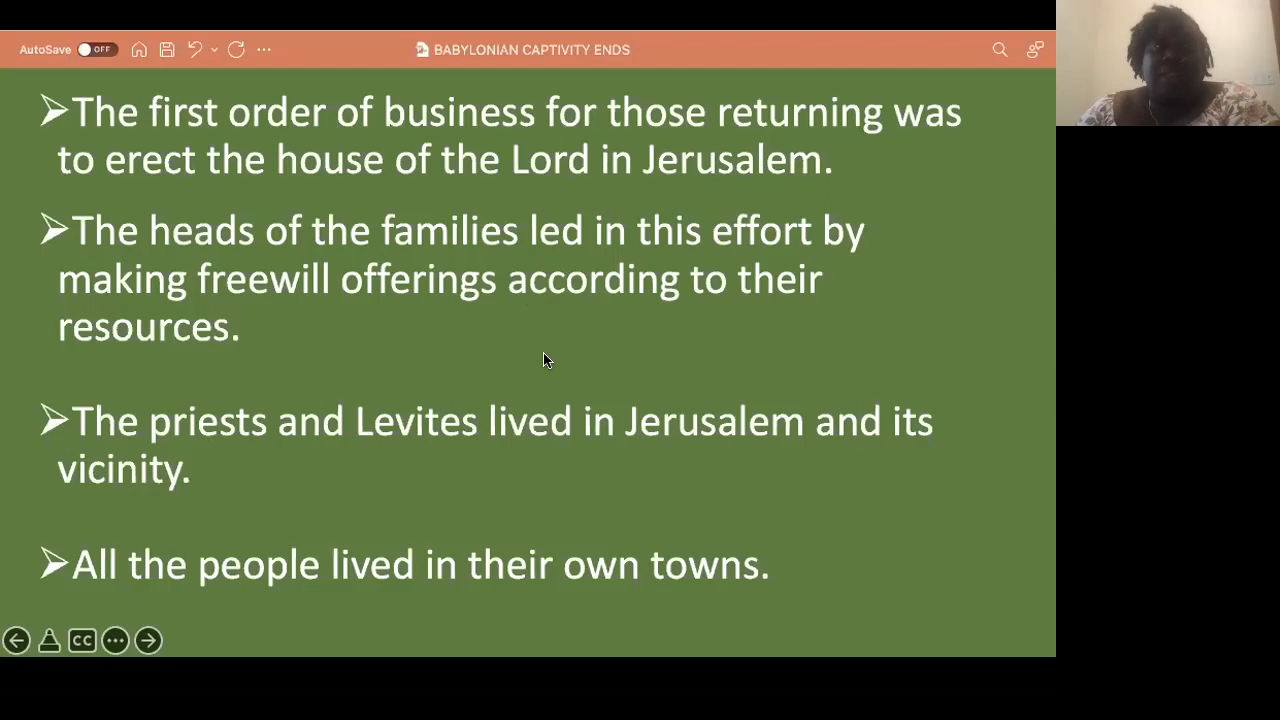 AutoSave OFF BABYLONIAN CAPTIVITY ENDS
➢The first order of business for those returning was
to erect the house of the Lord in Jerusalem.
➢The heads of the families led in this effort by
making freewill offerings according to their
resources.
➢The priests and Levites lived in Jerusalem and its
vicinity.
➢All the people lived in their own towns.
CC